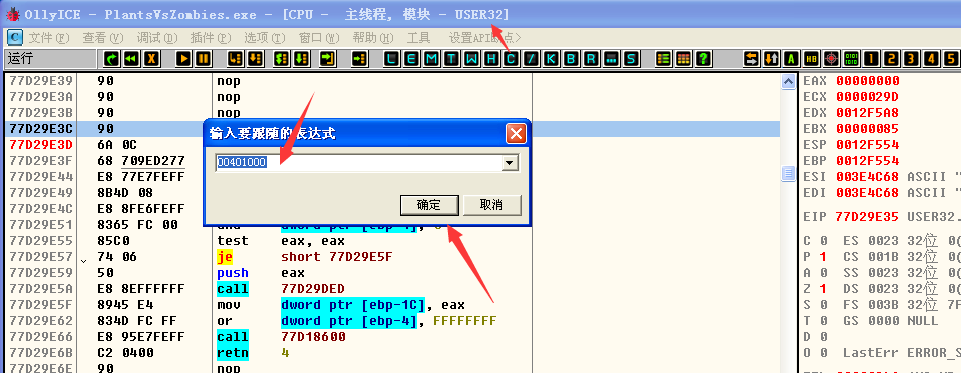 OllyICE - PlantsVsZombies.exe - [CPU - 主线程, 模块 - USER32]
C 文件(F) 查看(V) 调试(D) 插件(P) 选项(T) 窗口(W) 帮助(H) 工具 设置API断点>
运行 L E M T W H C / K B R ... S A HB 1 2 3 4 5
77D29E39 90 nop EAX 00000000
77D29E3A 90 nop ECX 0000029D
77D29E3B 90 nop EDX 0012F5A8
77D29E3C 90 EBX 00000085
77D29E3D 6A 0C ESP 0012F554
77D29E3F 68 709ED277 EBP 0012F554
77D29E44 E8 77E7FEFF ESI 003E4C68 ASCII "
77D29E49 8B4D 08 EDI 003E4C68 ASCII "
77D29E4C E8 8FE6FEFF
77D29E51 8365 FC 00 and dword ptr [ebp-4], 0 EIP 77D29E35 USER32.
77D29E55 85C0 test eax, eax
77D29E57 74 06 je short 77D29E5F
77D29E59 50 push eax
77D29E5A E8 8EFFFFFF call 77D29DED
77D29E5F 8945 E4 mov dword ptr [ebp-1C], eax
77D29E62 834D FC FF or dword ptr [ebp-4], FFFFFFFF
77D29E66 E8 95E7FEFF call 77D18600
77D29E6B C2 0400 retn 4
77D29E6E 90 nop
C 0 ES 0023 32位 0(
P 1 CS 001B 32位 0(
A 0 SS 0023 32位 0(
Z 1 DS 0023 32位 0(
S 0 FS 003B 32位 7F
T 0 GS 0000 NULL
D 0
O 0 LastErr ERROR_S
输入要跟随的表达式
00401000
确定 取消